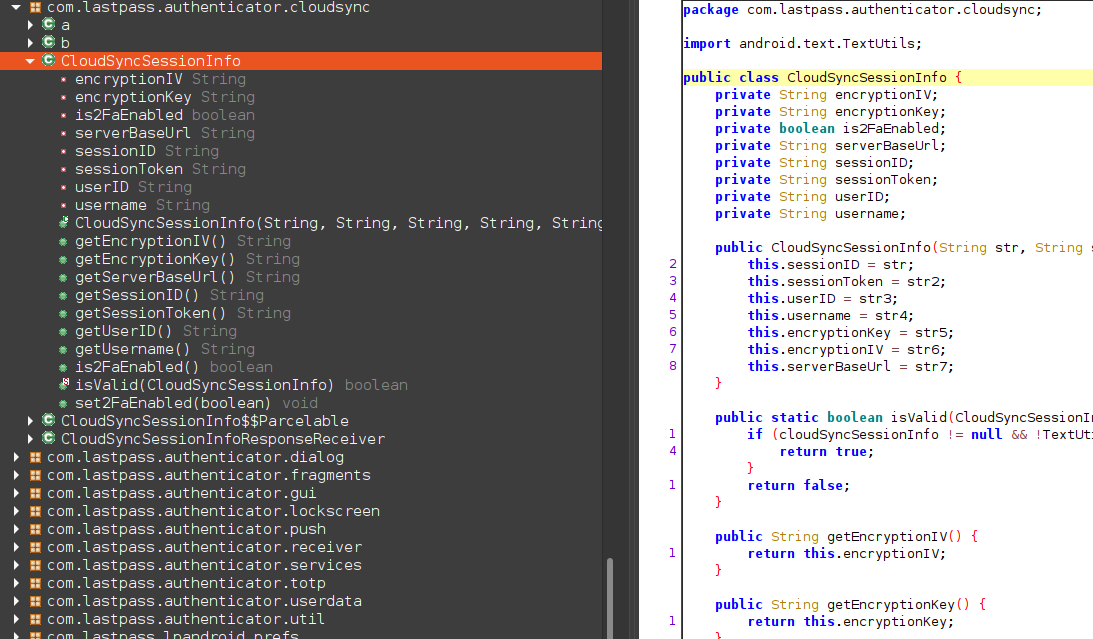 com.lastpass.authenticator.cloudsync
a
b
CloudSyncSessionInfo
encryptionIV String
encryptionKey String
is2FaEnabled boolean
serverBaseUrl String
sessionID String
sessionToken String
userID String
username String
CloudSyncSessionInfo(String, String, String, String, String
getEncryptionIV() String
getEncryptionKey() String
getServerBaseUrl() String
getSessionID() String
getSessionToken() String
getUserID() String
getUsername() String
is2FaEnabled() boolean
isValid(CloudSyncSessionInfo) boolean
set2FaEnabled(boolean) void
CloudSyncSessionInfo$$Parcelable
CloudSyncSessionInfoResponseReceiver
com.lastpass.authenticator.dialog
com.lastpass.authenticator.fragments
com.lastpass.authenticator.gui
com.lastpass.authenticator.lockscreen
com.lastpass.authenticator.push
com.lastpass.authenticator.receiver
com.lastpass.authenticator.services
com.lastpass.authenticator.totp
com.lastpass.authenticator.userdata
com.lastpass.authenticator.util
com.lastpass.lpandroid.prefs
package com.lastpass.authenticator.cloudsync;
import android.text.TextUtils;
public class CloudSyncSessionInfo {
private String encryptionIV;
private String encryptionKey;
private boolean is2FaEnabled;
private String serverBaseUrl;
private String sessionID;
private String sessionToken;
private String userID;
private String username;
public CloudSyncSessionInfo(String str, String s
2 this.sessionID = str;
3 this.sessionToken = str2;
4 this.userID = str3;
5 this.username = str4;
6 this.encryptionKey = str5;
7 this.encryptionIV = str6;
8 this.serverBaseUrl = str7;
}
public static boolean isValid(CloudSyncSessionIn
1 if (cloudSyncSessionInfo != null && !TextUti
4 return true;
}
1 return false;
}
public String getEncryptionIV() {
1 return this.encryptionIV;
}
public String getEncryptionKey() {
1 return this.encryptionKey;
}